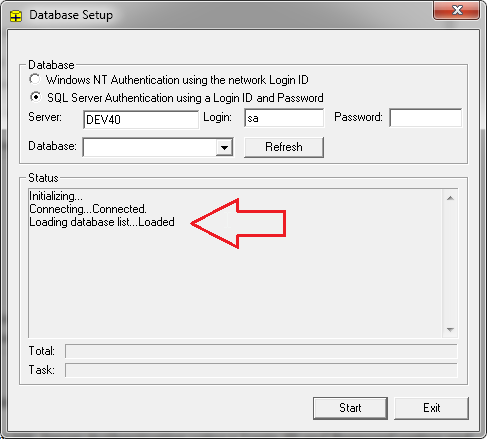 Database Setup
Database
Windows NT Authentication using the network Login ID
SQL Server Authentication using a Login ID and Password
Server: DEV40 Login: sa Password:
Database: Refresh
Status
Initializing...
Connecting...Connected.
Loading database list...Loaded
Total:
Task:
Start Exit